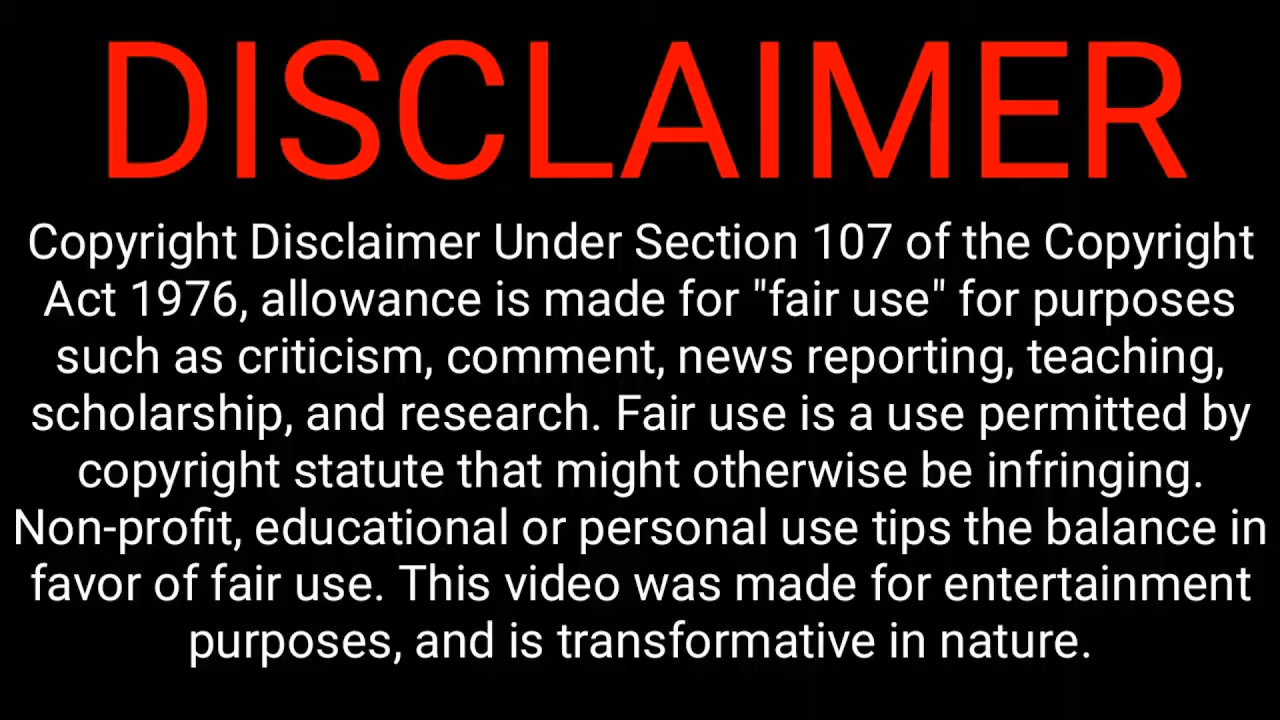 DISCLAIMER
Copyright Disclaimer Under Section 107 of the Copyright
Act 1976, allowance is made for "fair use" for purposes
such as criticism, comment, news reporting, teaching,
scholarship, and research. Fair use is a use permitted by
copyright statute that might otherwise be infringing.
Non-profit, educational or personal use tips the balance in
favor of fair use. This video was made for entertainment
purposes, and is transformative in nature.